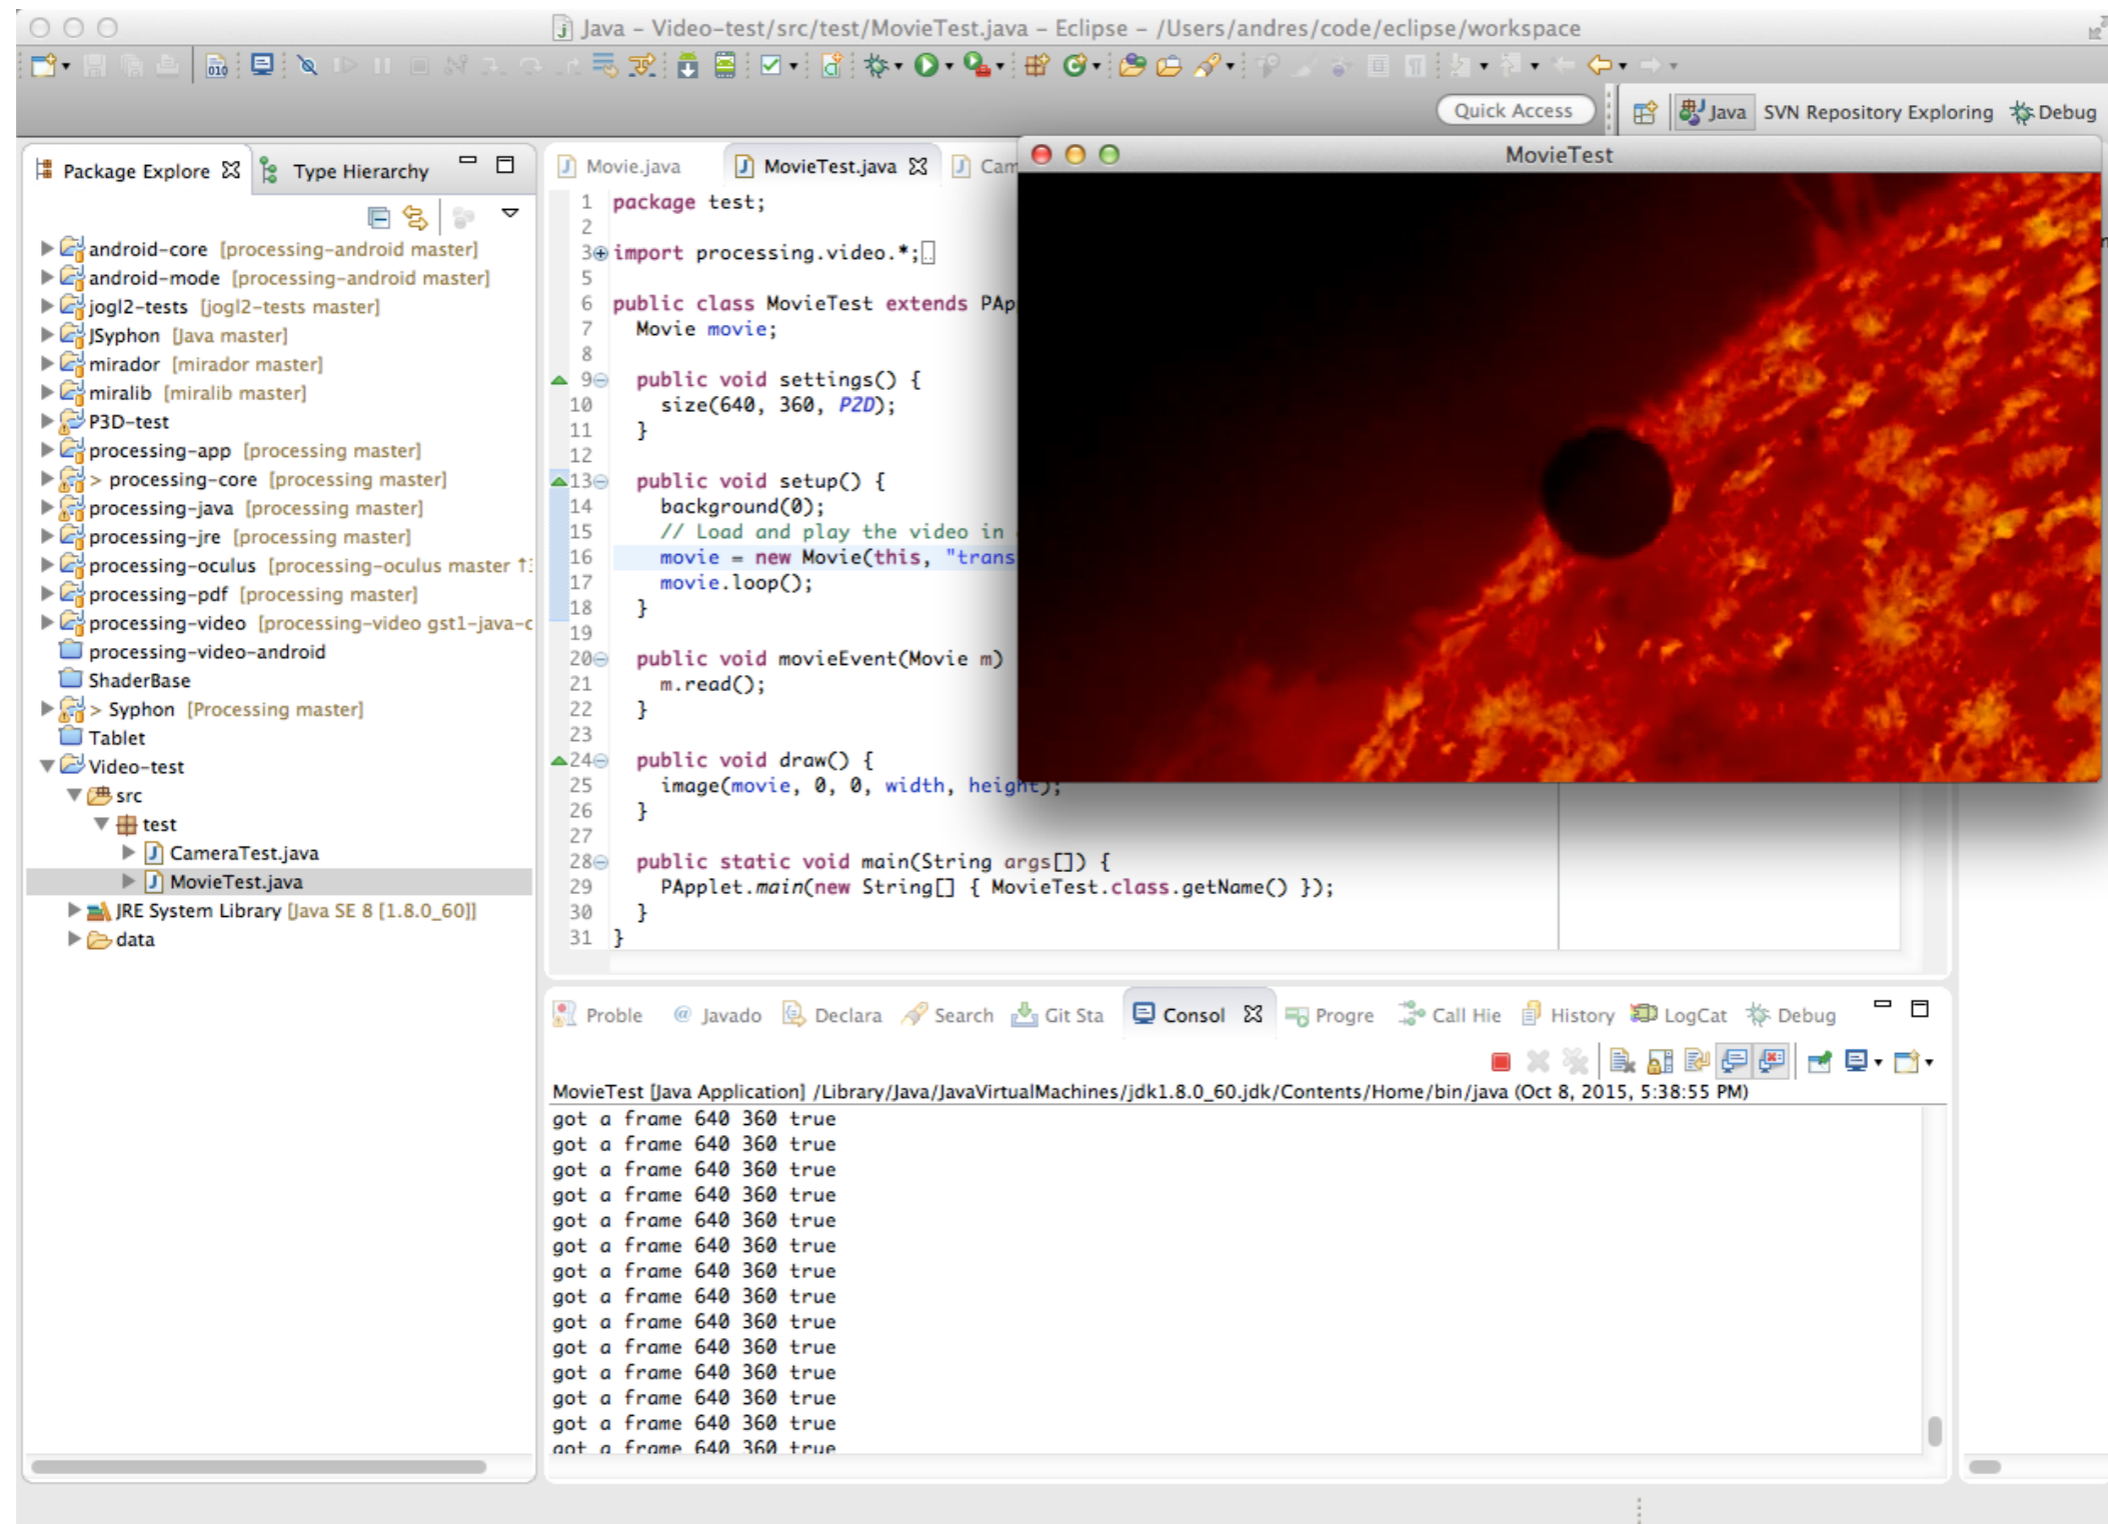 Java – Video-test/src/test/MovieTest.java – Eclipse – /Users/andres/code/eclipse/workspace
Quick Access
Java
SVN Repository Exploring
Debug
Package Explore
Type Hierarchy
android-core [processing-android master]
android-mode [processing-android master]
jogl2-tests [jogl2-tests master]
JSyphon [Java master]
mirador [mirador master]
miralib [miralib master]
P3D-test
processing-app [processing master]
> processing-core [processing master]
processing-java [processing master]
processing-jre [processing master]
processing-oculus [processing-oculus master ↑
processing-pdf [processing master]
processing-video [processing-video gst1-java-c
processing-video-android
ShaderBase
> Syphon [Processing master]
Tablet
Video-test
src
test
CameraTest.java
MovieTest.java
JRE System Library [Java SE 8 [1.8.0_60]]
data
Movie.java
MovieTest.java
Cam
1 package test;
2
3 import processing.video.*;
5
6 public class MovieTest extends PAp
7 Movie movie;
8
9 public void settings() {
10 size(640, 360, P2D);
11 }
12
13 public void setup() {
14 background(0);
15 // Load and play the video in
16 movie = new Movie(this, "trans
17 movie.loop();
18 }
19
20 public void movieEvent(Movie m)
21 m.read();
22 }
23
24 public void draw() {
25 image(movie, 0, 0, width, height);
26 }
27
28 public static void main(String args[]) {
29 PApplet.main(new String[] { MovieTest.class.getName() });
30 }
31 }
MovieTest
Proble
@ Javado
Declara
Search
Git Sta
Consol
Progre
Call Hie
History
LogCat
Debug
MovieTest [Java Application] /Library/Java/JavaVirtualMachines/jdk1.8.0_60.jdk/Contents/Home/bin/java (Oct 8, 2015, 5:38:55 PM)
got a frame 640 360 true
got a frame 640 360 true
got a frame 640 360 true
got a frame 640 360 true
got a frame 640 360 true
got a frame 640 360 true
got a frame 640 360 true
got a frame 640 360 true
got a frame 640 360 true
got a frame 640 360 true
got a frame 640 360 true
got a frame 640 360 true
got a frame 640 360 true
got a frame 640 360 true